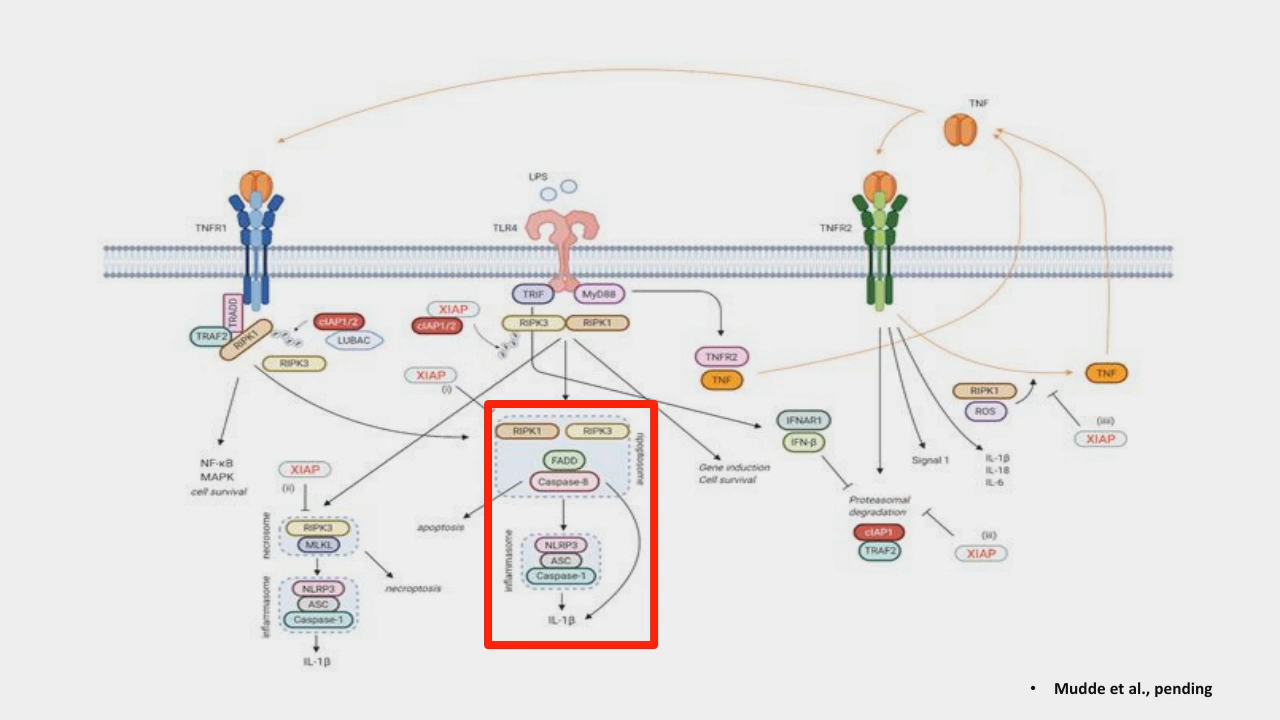 TNF
LPS
TNFR1
TLR4
TNFR2
TRADD
TRAF2
RIPK1
cIAP1/2
LUBAC
RIPK3
XIAP
cIAP1/2
TRIF
MyD88
RIPK3
RIPK1
XIAP
(i)
TNFR2
TNF
TNF
RIPK1
ROS
(iii)
XIAP
IFNAR1
IFN-β
RIPK1
RIPK3
FADD
Caspase-8
ripoptosome
NF-κB
MAPK
cell survival
XIAP
(ii)
Gene induction
Cell survival
Signal 1
IL-1β
IL-18
IL-6
Proteasomal
degradation
cIAP1
TRAF2
(iii)
XIAP
necrosome
RIPK3
MLKL
apoptosis
necroptosis
inflammasome
NLRP3
ASC
Caspase-1
IL-1β
inflammasome
NLRP3
ASC
Caspase-1
IL-1β
• Mudde et al., pending